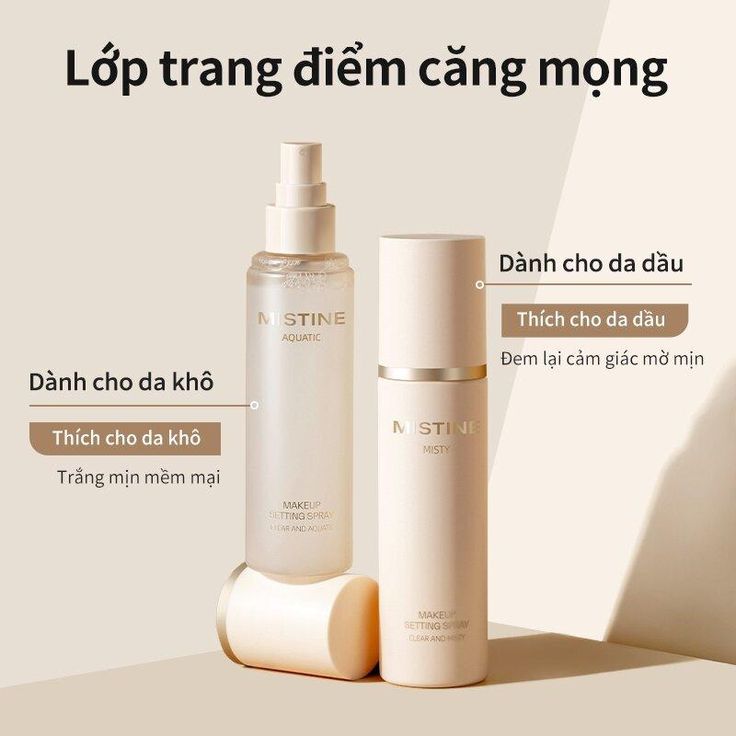 Lớp trang điểm căng mọng
Dành cho da dầu
Thích cho da dầu
Đem lại cảm giác mờ mịn
Dành cho da khô
Thích cho da khô
Trắng mịn mềm mại
MISTINE
AQUATIC
MAKEUP
SETTING SPRAY
CLEAR AND AQUATIC
MISTINE
MISTY
MAKEUP
SETTING SPRAY
CLEAR AND MISTY